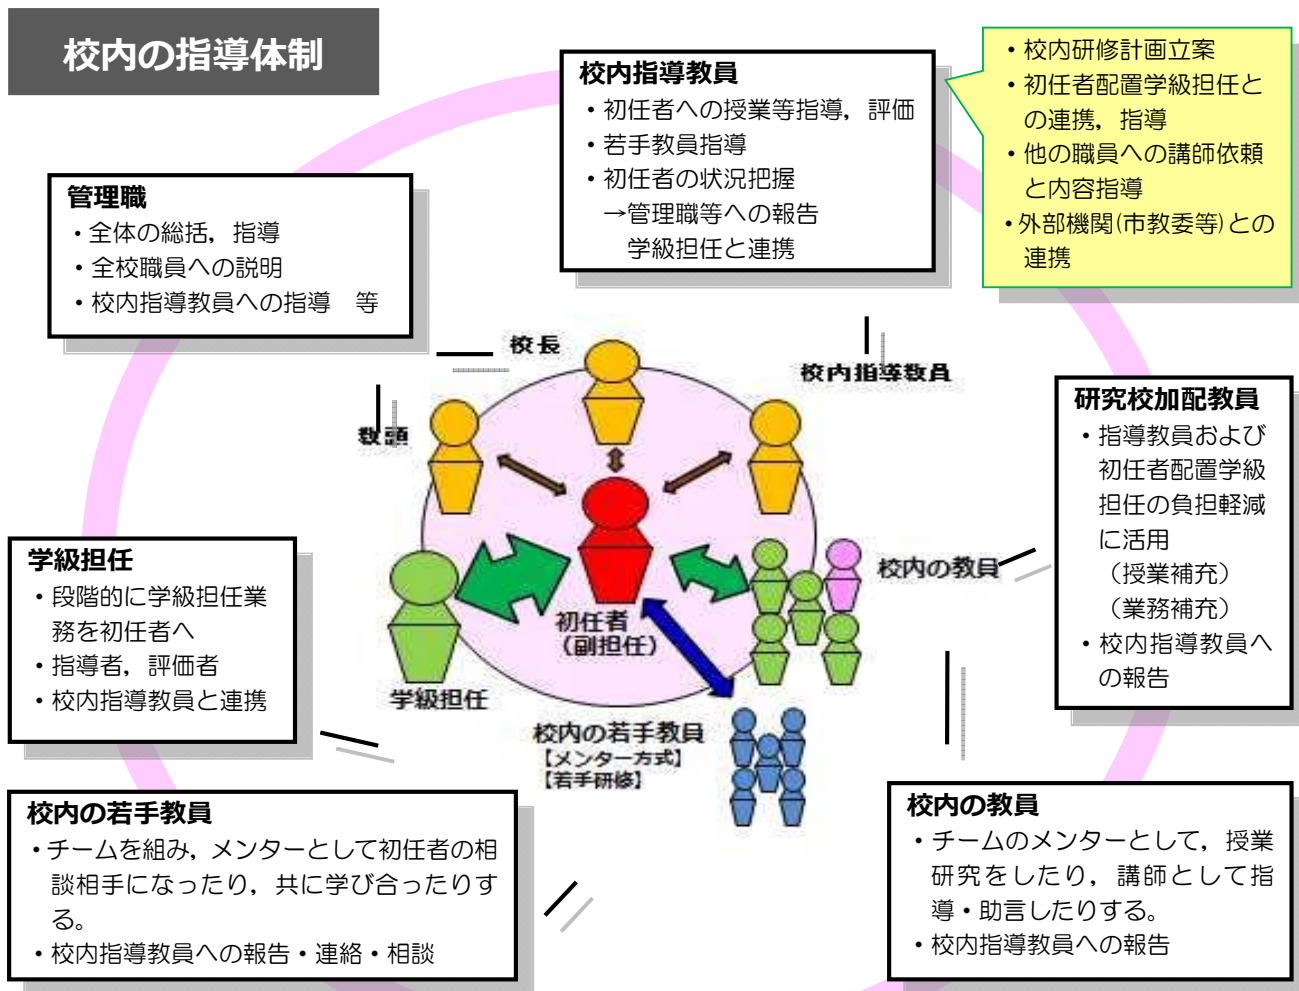 校内の指導体制
校内指導教員
・初任者への授業等指導，評価
・若手教員指導
・初任者の状況把握
→管理職等への報告
学級担任と連携
・校内研修計画立案
・初任者配置学級担任と
の連携，指導
・他の職員への講師依頼
と内容指導
・外部機関(市教委等)との
連携
管理職
・全体の総括，指導
・全校職員への説明
・校内指導教員への指導　等
校長
校内指導教員
教頭
研究校加配教員
・指導教員および
初任者配置学級
担任の負担軽減
に活用
（授業補充）
（業務補充）
・校内指導教員へ
の報告
学級担任
・段階的に学級担任業
務を初任者へ
・指導者，評価者
・校内指導教員と連携
校内の教員
初任者
（副担任）
学級担任
校内の若手教員
【メンター方式】
【若手研修】
校内の若手教員
・チームを組み，メンターとして初任者の相
談相手になったり，共に学び合ったりす
る。
・校内指導教員への報告・連絡・相談
校内の教員
・チームのメンターとして，授業
研究をしたり，講師として指
導・助言したりする。
・校内指導教員への報告